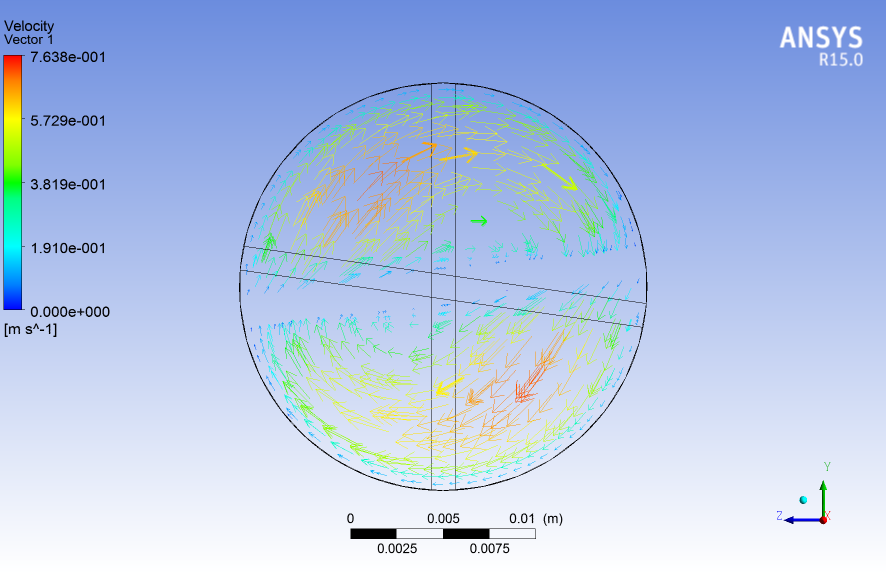 Velocity
Vector 1
7.638e-001
5.729e-001
3.819e-001
1.910e-001
0.000e+000
[m s^-1]
ANSYS
R15.0
0 0.005 0.01 (m)
0.0025 0.0075
Y
Z X